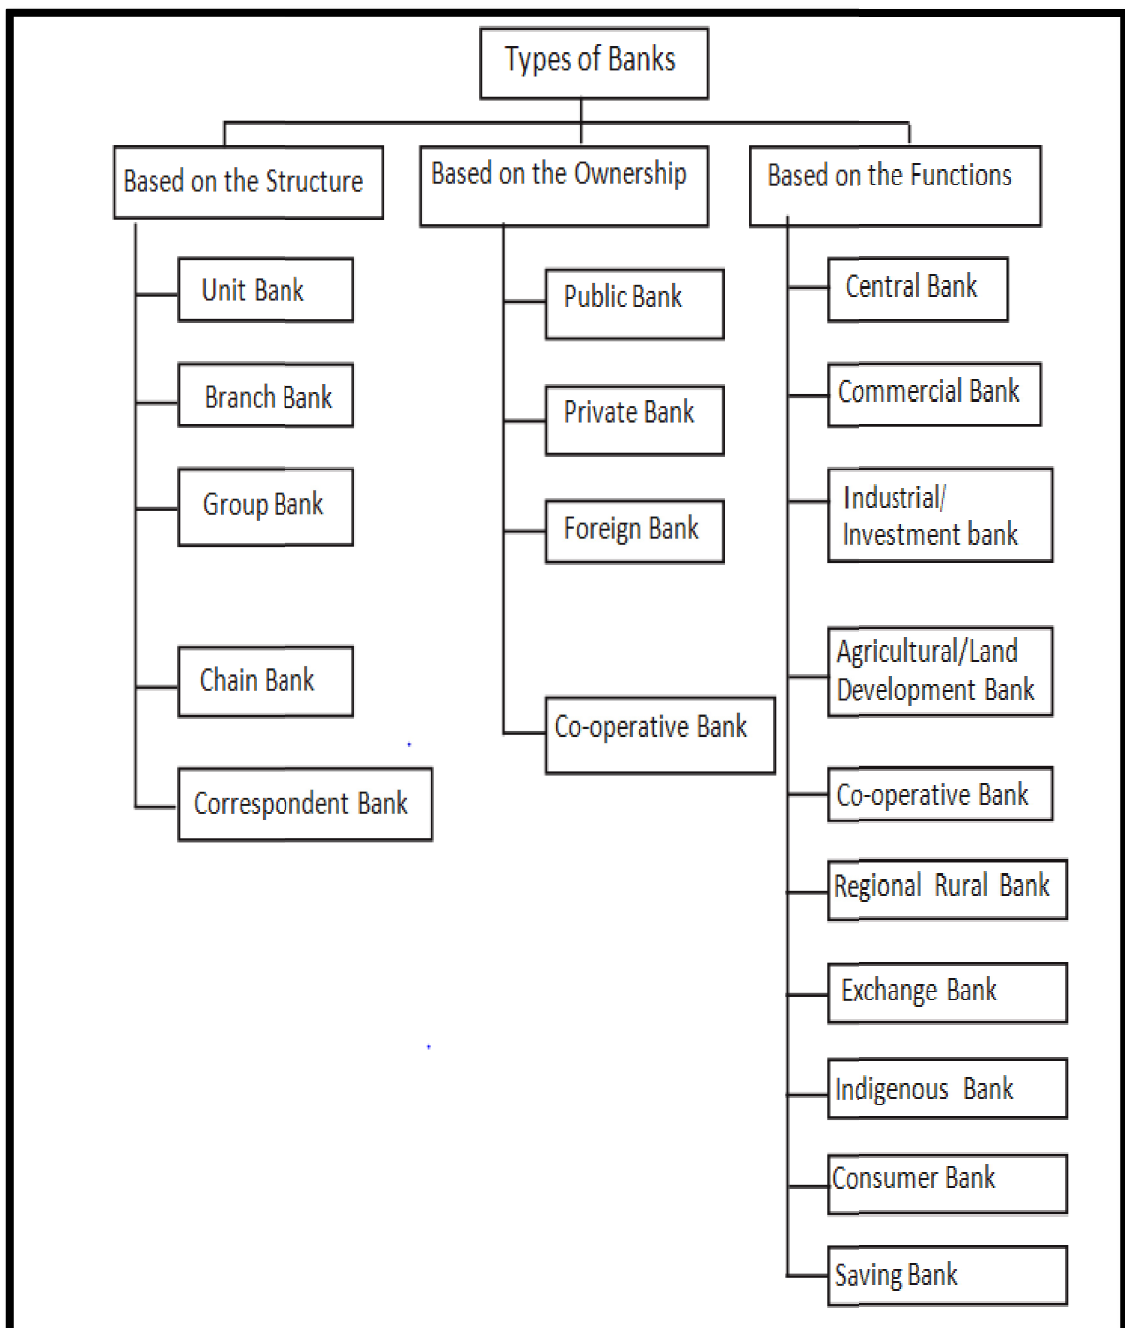 Types of Banks
Based on the Structure
Unit Bank
Branch Bank
Group Bank
Chain Bank
Correspondent Bank
Based on the Ownership
Public Bank
Private Bank
Foreign Bank
Co-operative Bank
Based on the Functions
Central Bank
Commercial Bank
Industrial/
Investment bank
Agricultural/Land
Development Bank
Co-operative Bank
Regional Rural Bank
Exchange Bank
Indigenous Bank
Consumer Bank
Saving Bank